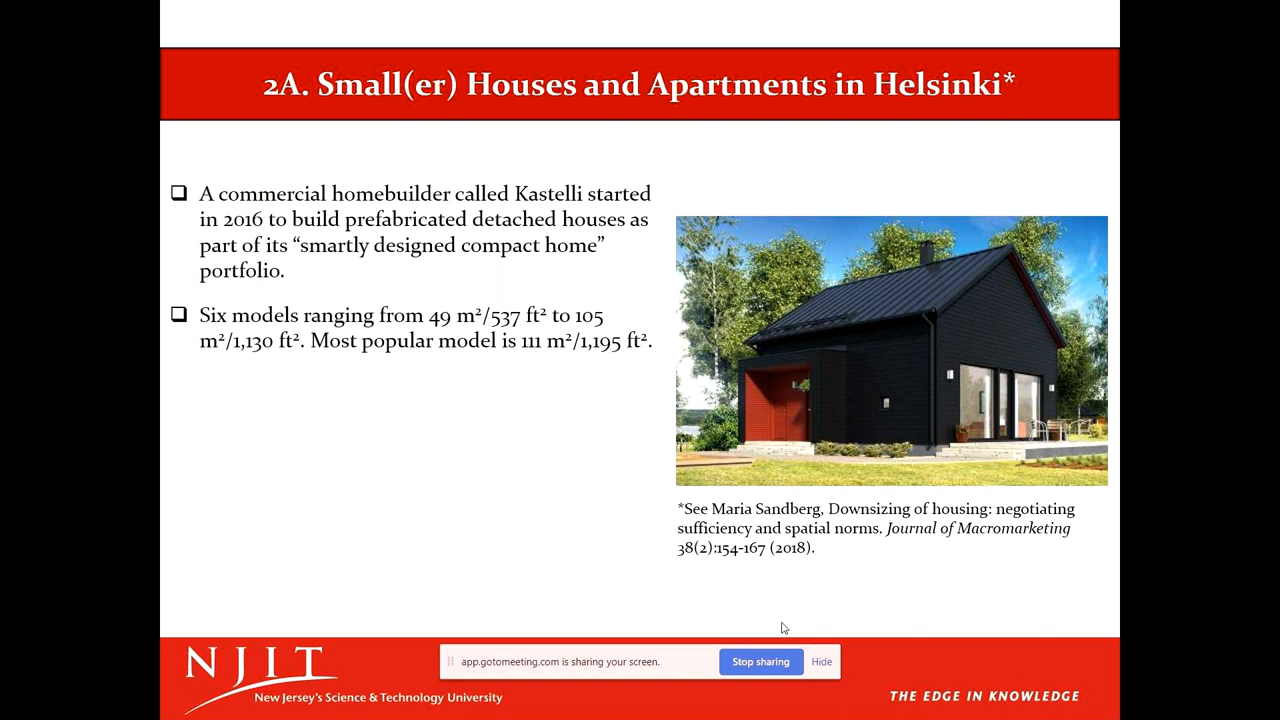 2A. Small(er) Houses and Apartments in Helsinki*
❑ A commercial homebuilder called Kastelli started
in 2016 to build prefabricated detached houses as
part of its “smartly designed compact home”
portfolio.
❑ Six models ranging from 49 m²/537 ft² to 105
m²/1,130 ft². Most popular model is 111 m²/1,195 ft².
*See Maria Sandberg, Downsizing of housing: negotiating
sufficiency and spatial norms. Journal of Macromarketing
38(2):154-167 (2018).
NJIT
New Jersey's Science & Technology University
app.gotomeeting.com is sharing your screen.
Stop sharing
Hide
THE EDGE IN KNOWLEDGE